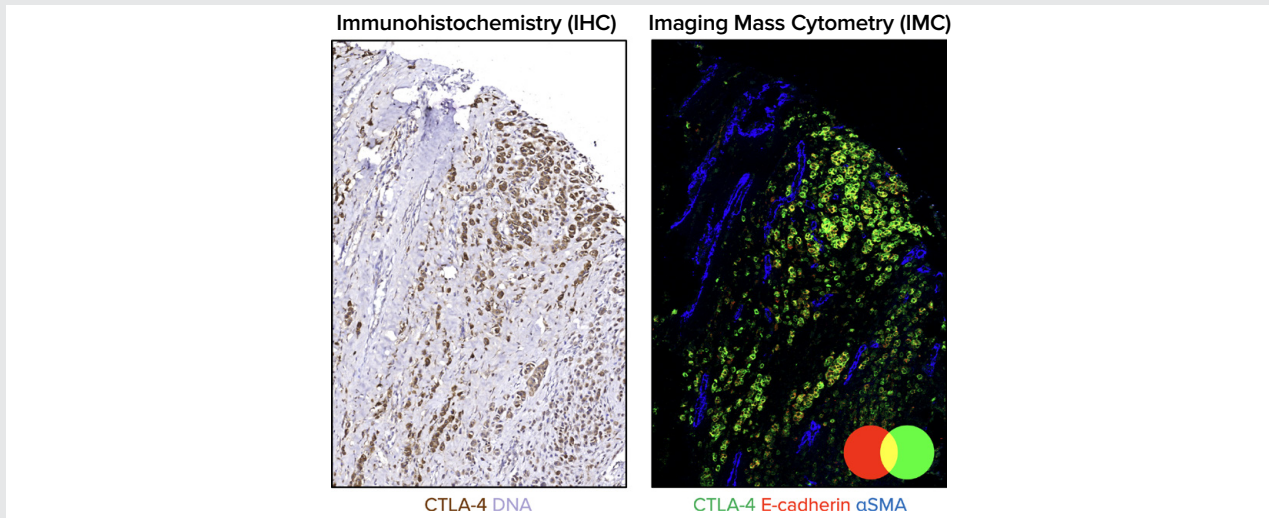 Immunohistochemistry (IHC)
Imaging Mass Cytometry (IMC)
CTLA-4 DNA
CTLA-4 E-cadherin αSMA